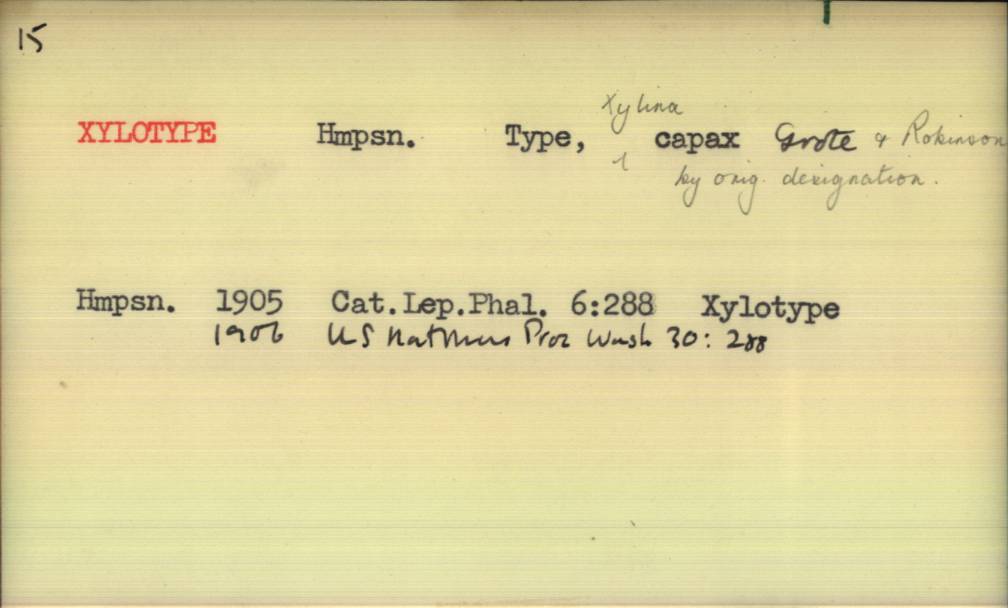 15
Xylina
XYLOTYPE Hmpsn. Type, capax Grote & Robinson
by orig. designation.
Hmpsn. 1905 Cat.Lep.Phal. 6:288 Xylotype
1906 US Nat Mus Proc Wash 30: 288